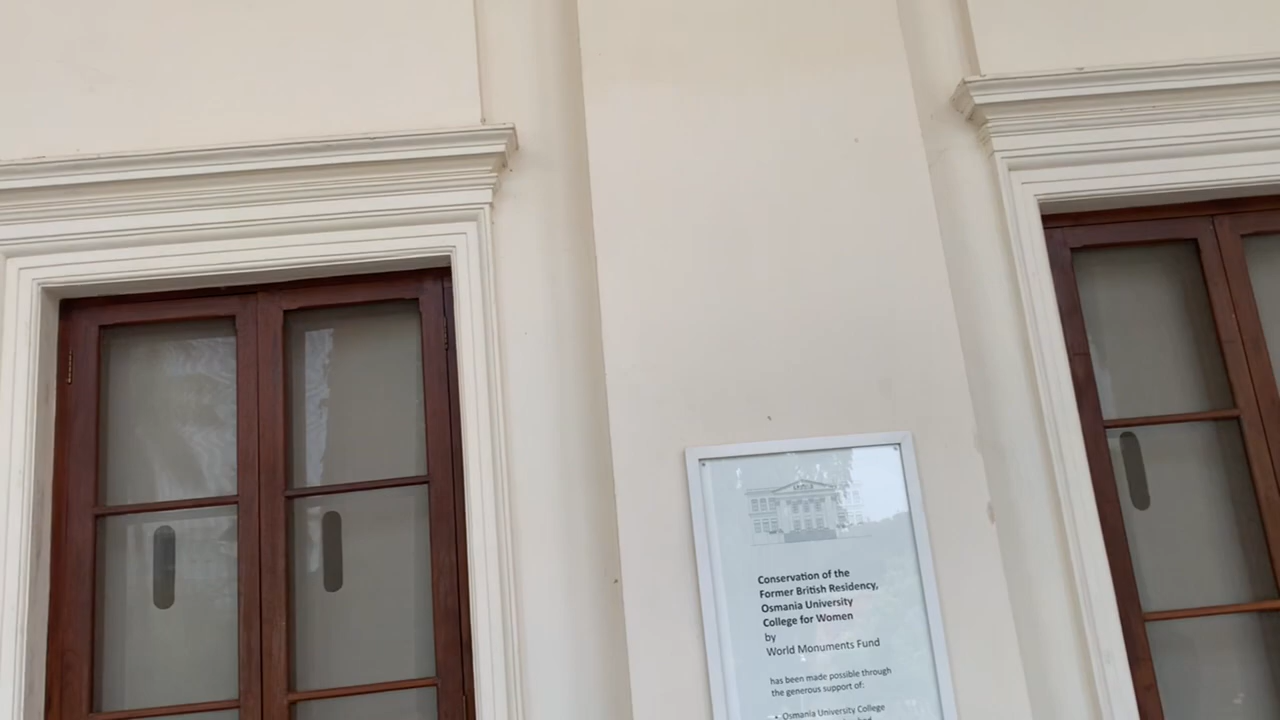 Conservation of the
Former British Residency,
Osmania University
College for Women
by
World Monuments Fund
has been made possible through
the generous support of:
• Osmania University College